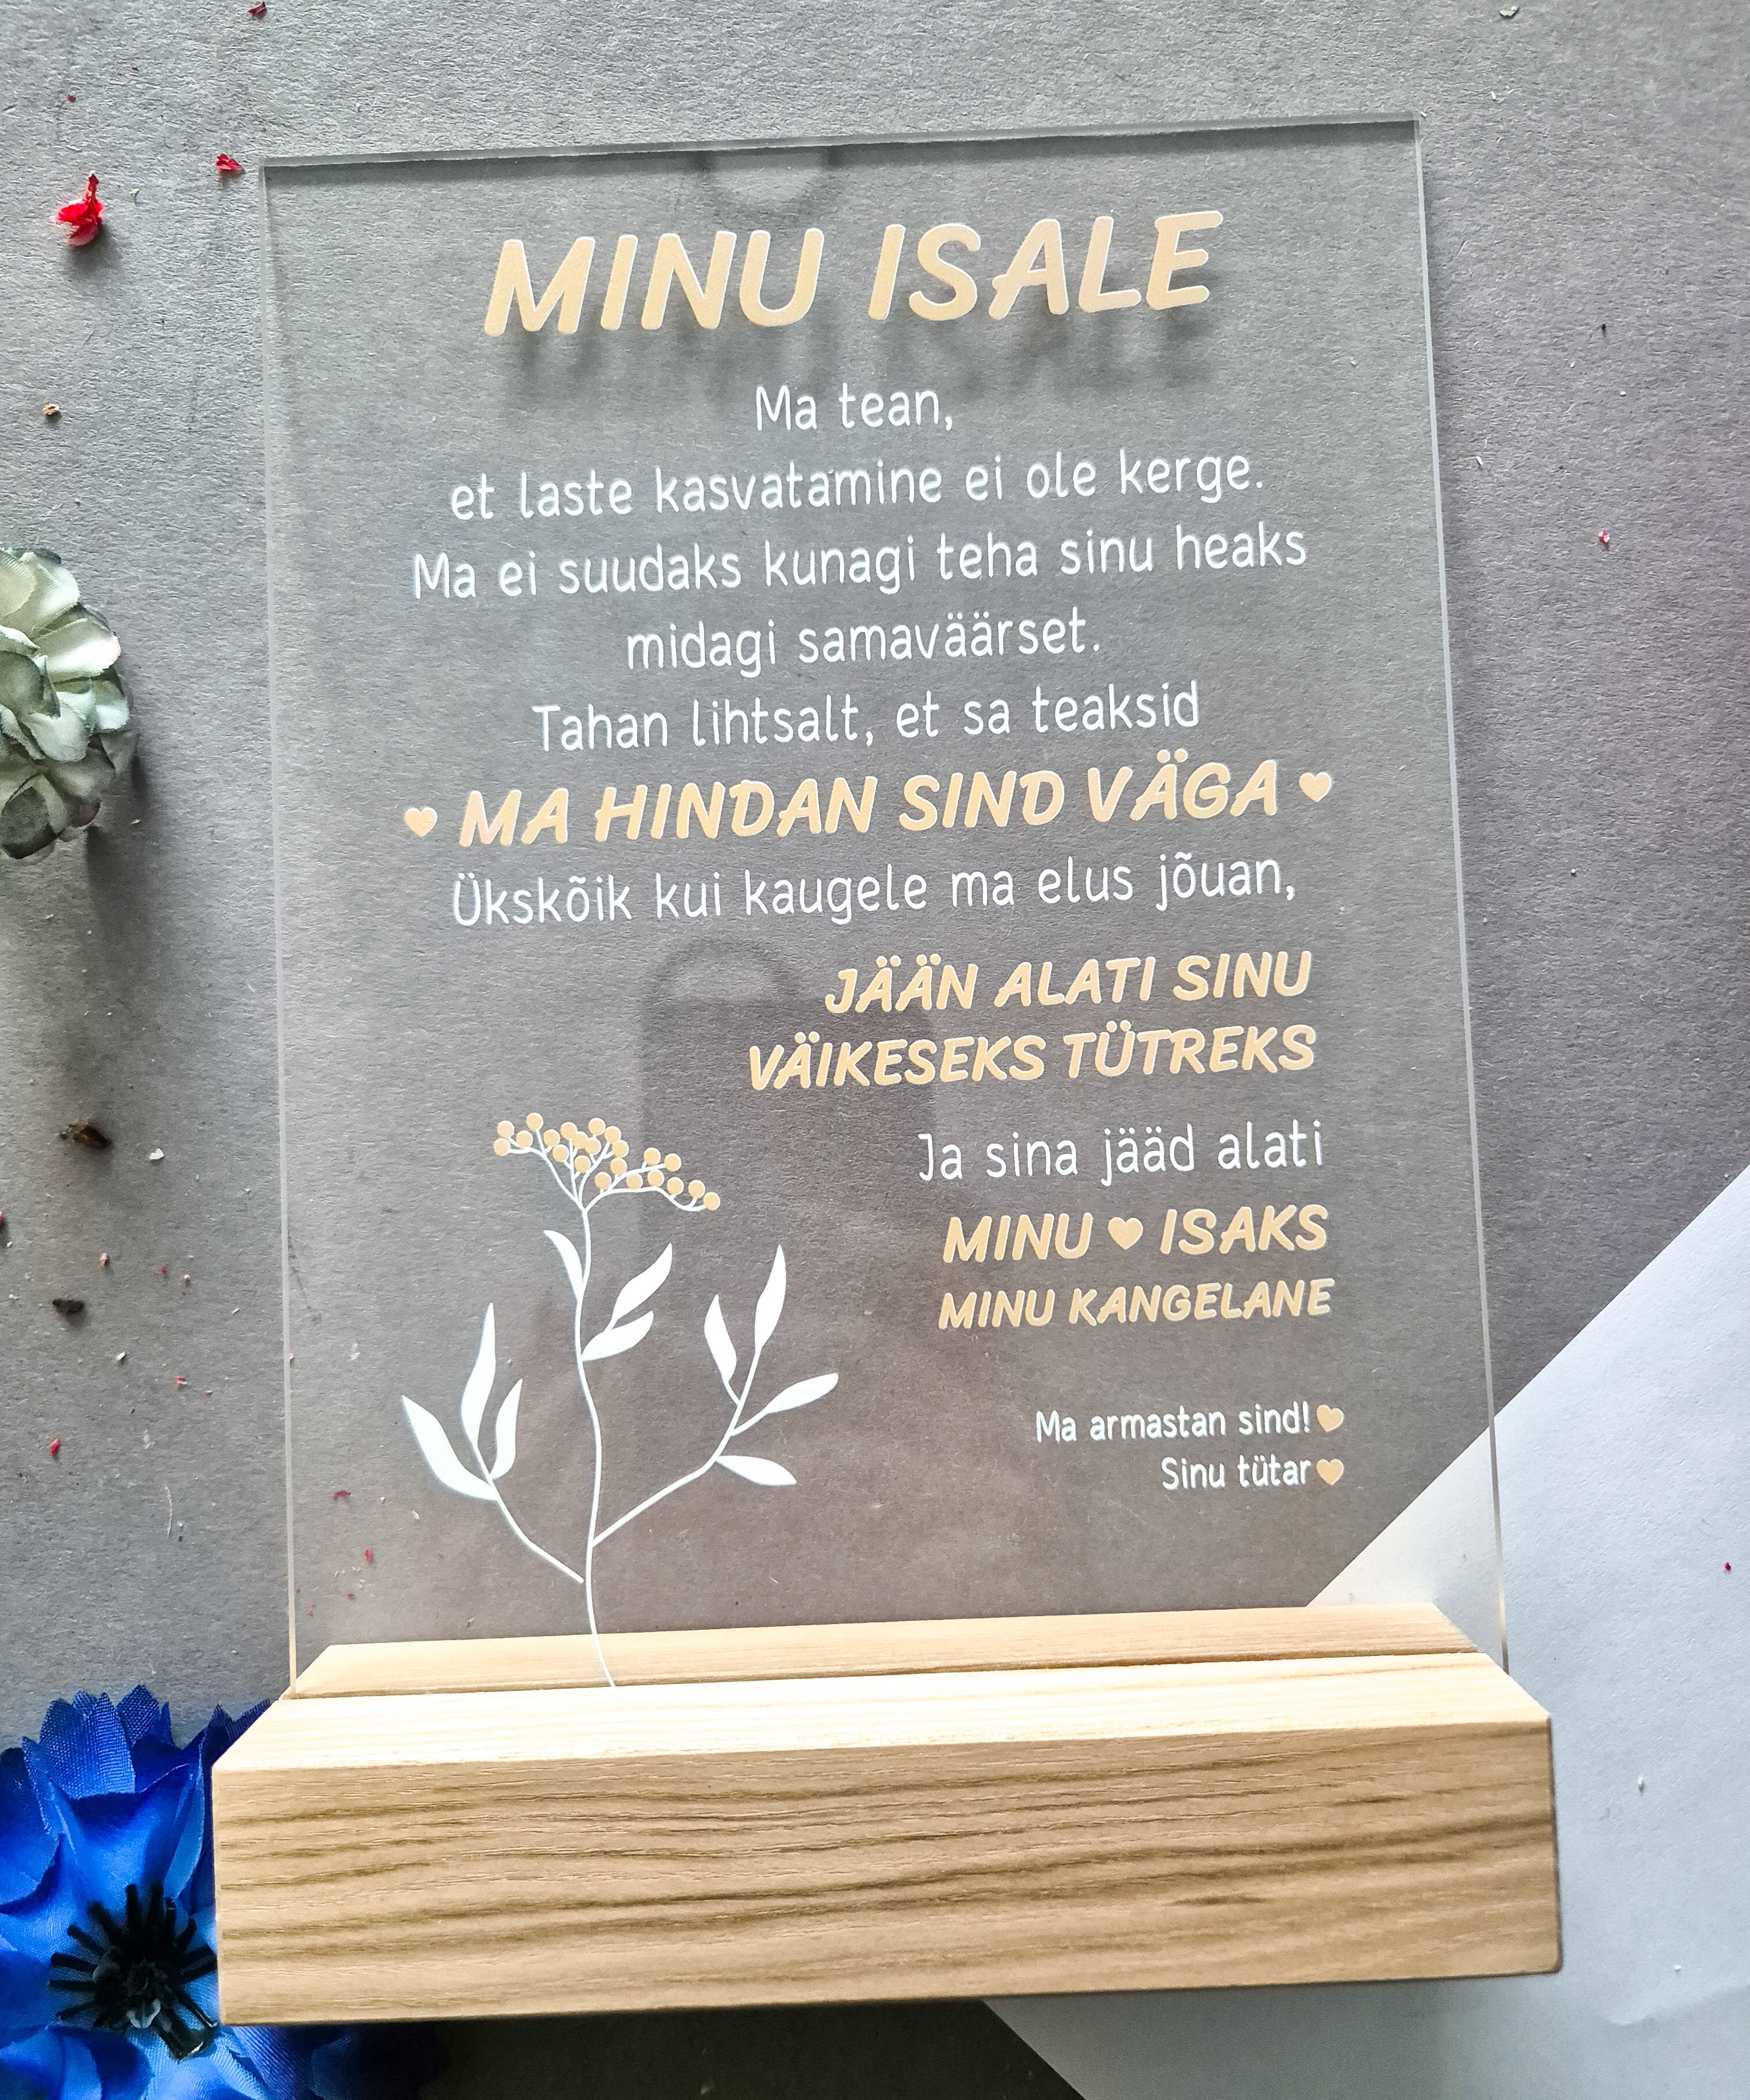 MINU ISALE
Ma tean,
et laste kasvatamine ei ole kerge.
Ma ei suudaks kunagi teha sinu heaks
midagi samaväärset.
Tahan lihtsalt, et sa teaksid
MA HINDAN SIND VÄGA
Ükskõik kui kaugele ma elus jõuan,
JÄÄN ALATI SINU
VÄIKESEKS TÜTREKS
Ja sina jääd alati
MINU ISAKS
MINU KANGELANE
Ma armastan sind!
Sinu tütar